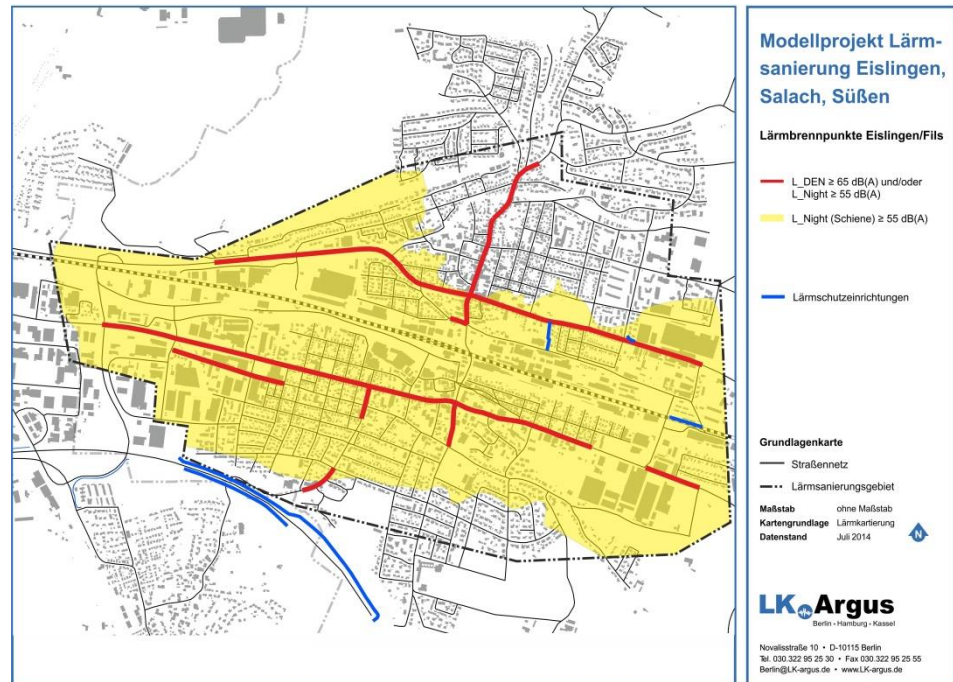 Modellprojekt Lärm-
sanierung Eislingen,
Salach, Süßen
Lärmbrennpunkte Eislingen/Fils
L_DEN ≥ 65 dB(A) und/oder
L_Night ≥ 55 dB(A)
L_Night (Schiene) ≥ 55 dB(A)
Lärmschutzeinrichtungen
Grundlagenkarte
Straßennetz
Lärmsanierungsgebiet
Maßstab ohne Maßstab
Kartengrundlage Lärmkartierung
Datenstand Juli 2014
N
LK Argus
Berlin • Hamburg • Kassel
Novalisstraße 10 • D-10115 Berlin
Tel. 030.322 95 25 30 • Fax 030.322 95 25 55
Berlin@LK-argus.de • www.LK-argus.de